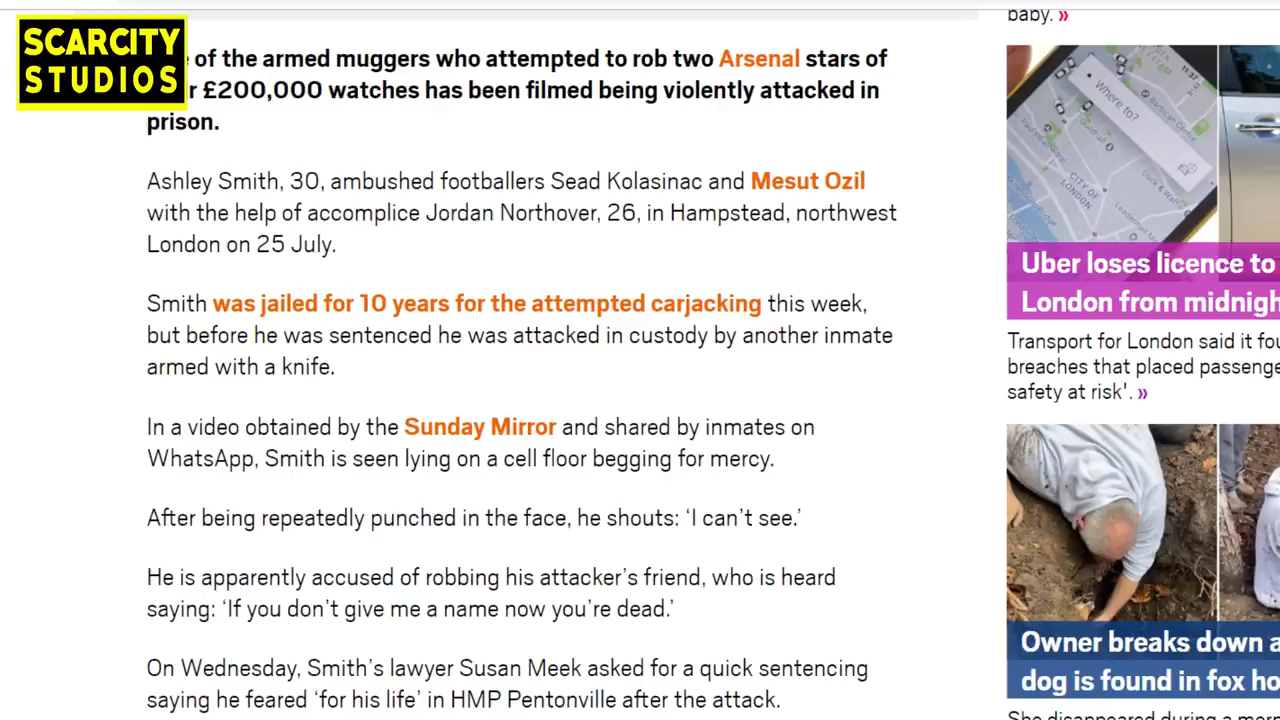 SCARCITY
STUDIOS
of the armed muggers who attempted to rob two Arsenal stars of
£200,000 watches has been filmed being violently attacked in
prison.
Ashley Smith, 30, ambushed footballers Sead Kolasinac and Mesut Ozil
with the help of accomplice Jordan Northover, 26, in Hampstead, northwest
London on 25 July.
Smith was jailed for 10 years for the attempted carjacking this week,
but before he was sentenced he was attacked in custody by another inmate
armed with a knife.
In a video obtained by the Sunday Mirror and shared by inmates on
WhatsApp, Smith is seen lying on a cell floor begging for mercy.
After being repeatedly punched in the face, he shouts: ‘I can’t see.’
He is apparently accused of robbing his attacker’s friend, who is heard
saying: ‘If you don’t give me a name now you’re dead.’
On Wednesday, Smith’s lawyer Susan Meek asked for a quick sentencing
saying he feared ‘for his life’ in HMP Pentonville after the attack.
baby. »
Where to?
CITY OF
LONDON
Uber loses licence to
London from midnigh
Transport for London said it fou
breaches that placed passenge
safety at risk'. »
Owner breaks down a
dog is found in fox ho
She disappeared during a morn